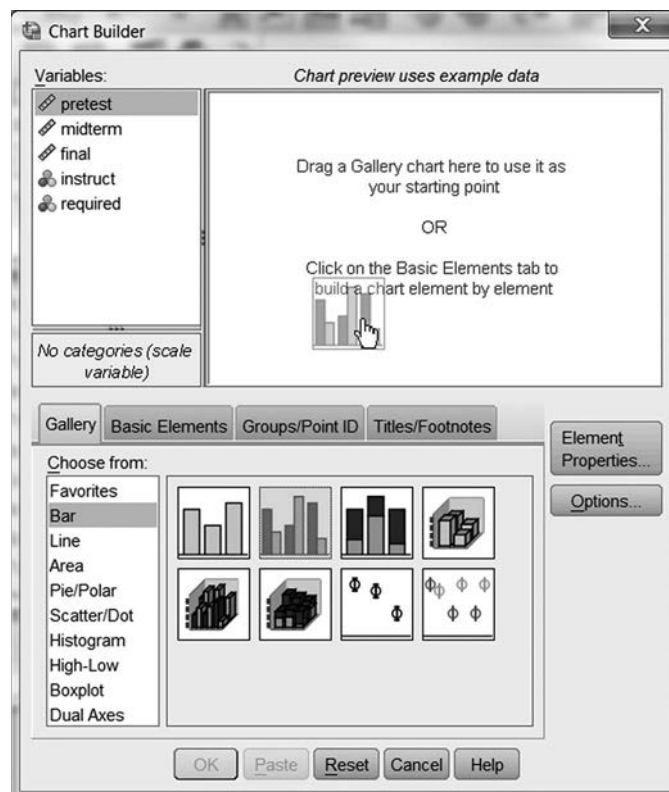 Chart Builder
Variables:
Chart preview uses example data
pretest
midterm
final
instruct
required
No categories (scale
variable)
Drag a Gallery chart here to use it as
your starting point
OR
Click on the Basic Elements tab to
build a chart element by element
Gallery
Basic Elements
Groups/Point ID
Titles/Footnotes
Choose from:
Favorites
Bar
Line
Area
Pie/Polar
Scatter/Dot
Histogram
High-Low
Boxplot
Dual Axes
Element
Properties...
Options...
OK
Paste
Reset
Cancel
Help